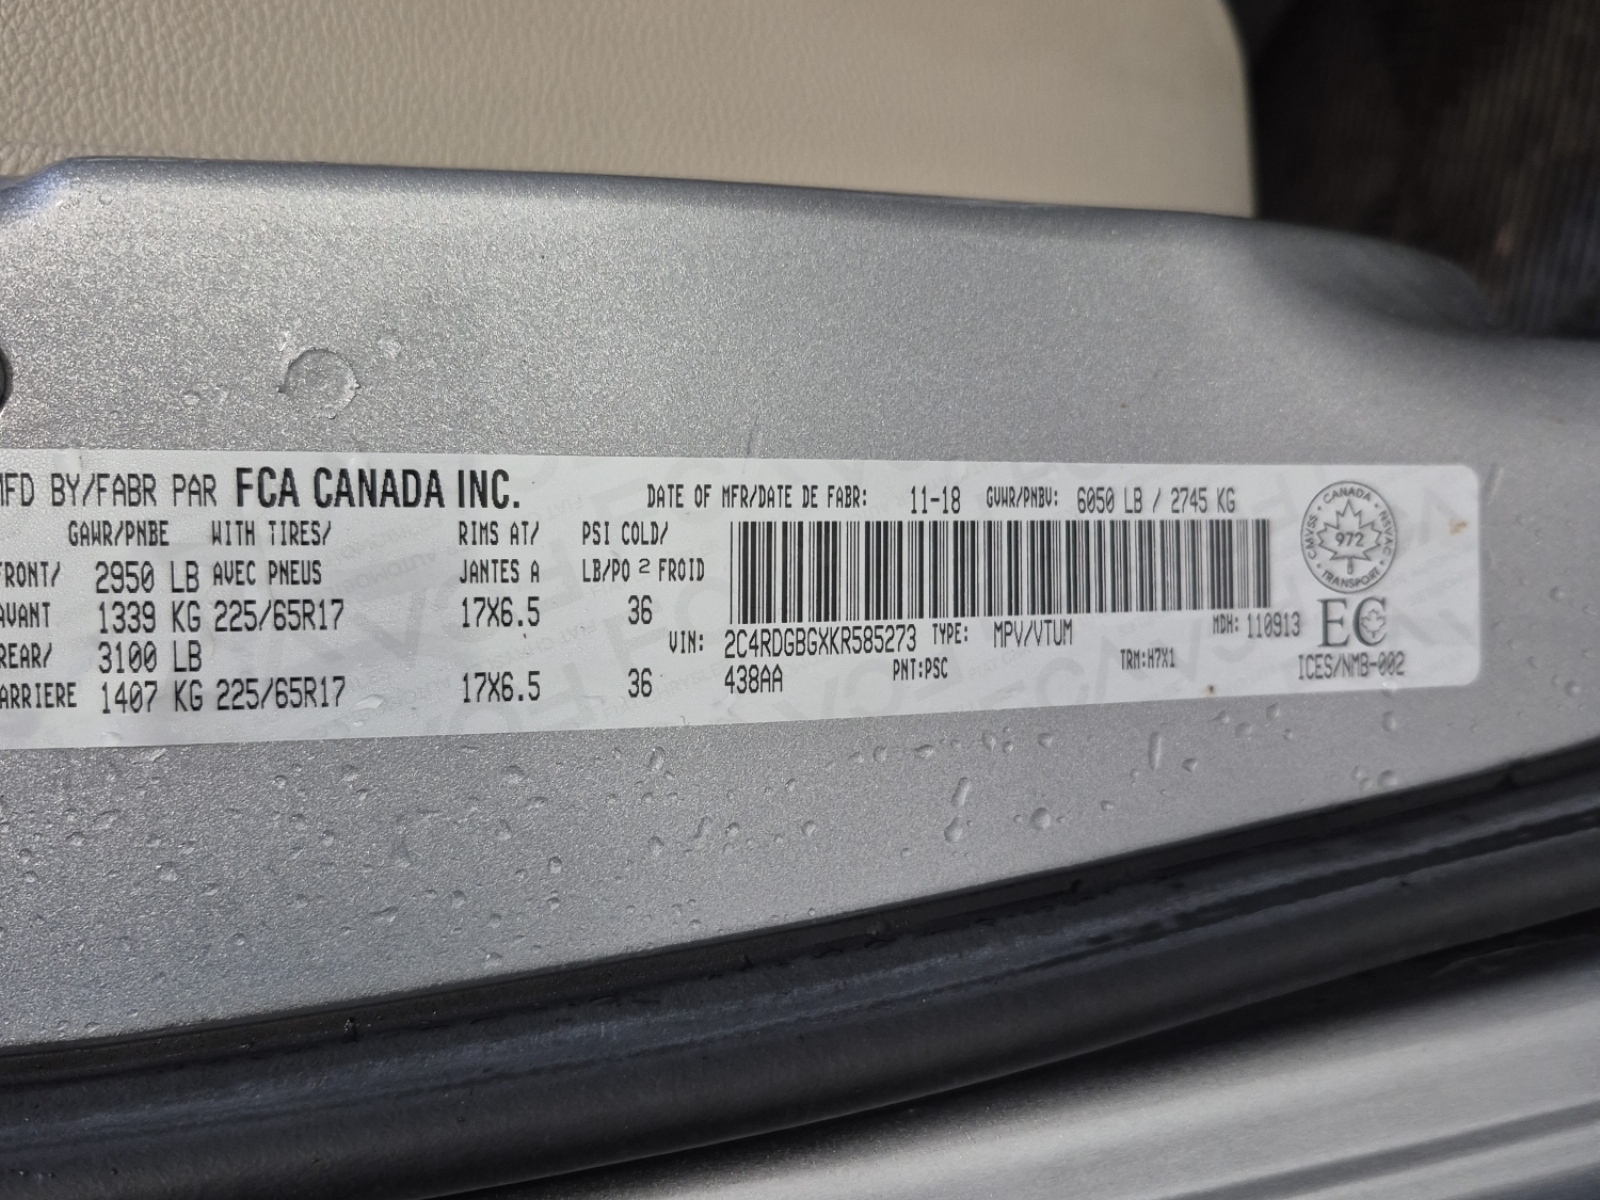 MFD BY/FABR PAR FCA CANADA INC. DATE OF MFR/DATE DE FABR: 11-18 GVWR/PNBV: 6050 LB / 2745 KG
GAWR/PNBE WITH TIRES/ RIMS AT/ PSI COLD/
FRONT/ 2950 LB AVEC PNEUS JANTES A LB/PO 2 FROID
AVANT 1339 KG 225/65R17 17X6.5 36
REAR/ 3100 LB
ARRIERE 1407 KG 225/65R17 17X6.5 36
VIN: 2C4RDGBGXKR585273 TYPE: MPV/VTUM MDH: 110913
438AA PNT:PSC TRM:H7X1
CANADA
CMVSS NSVAC
972
TRANSPORT
EC
ICES/NMB-002